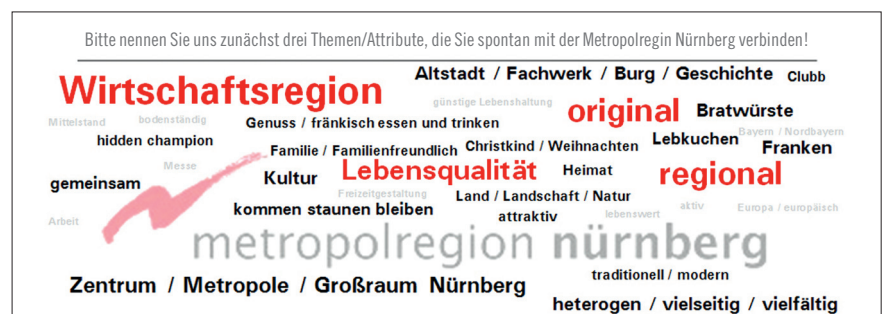 Bitte nennen Sie uns zunächst drei Themen/Attribute, die Sie spontan mit der Metropolregin Nürnberg verbinden!
Wirtschaftsregion
Altstadt / Fachwerk / Burg / Geschichte Clubb
günstige Lebenshaltung
original Bratwürste
Mittelstand bodenständig Genuss / fränkisch essen und trinken
hidden champion
Lebkuchen Bayern / Nordbayern
Franken
Familie / Familienfreundlich Christkind / Weihnachten
Messe
gemeinsam Kultur Lebensqualität Heimat regional
Freizeitgestaltung Land / Landschaft / Natur
Arbeit kommen staunen bleiben attraktiv lebenswert aktiv Europa / europäisch
metropolregion nürnberg
traditionell / modern
Zentrum / Metropole / Großraum Nürnberg
heterogen / vielseitig / vielfältig